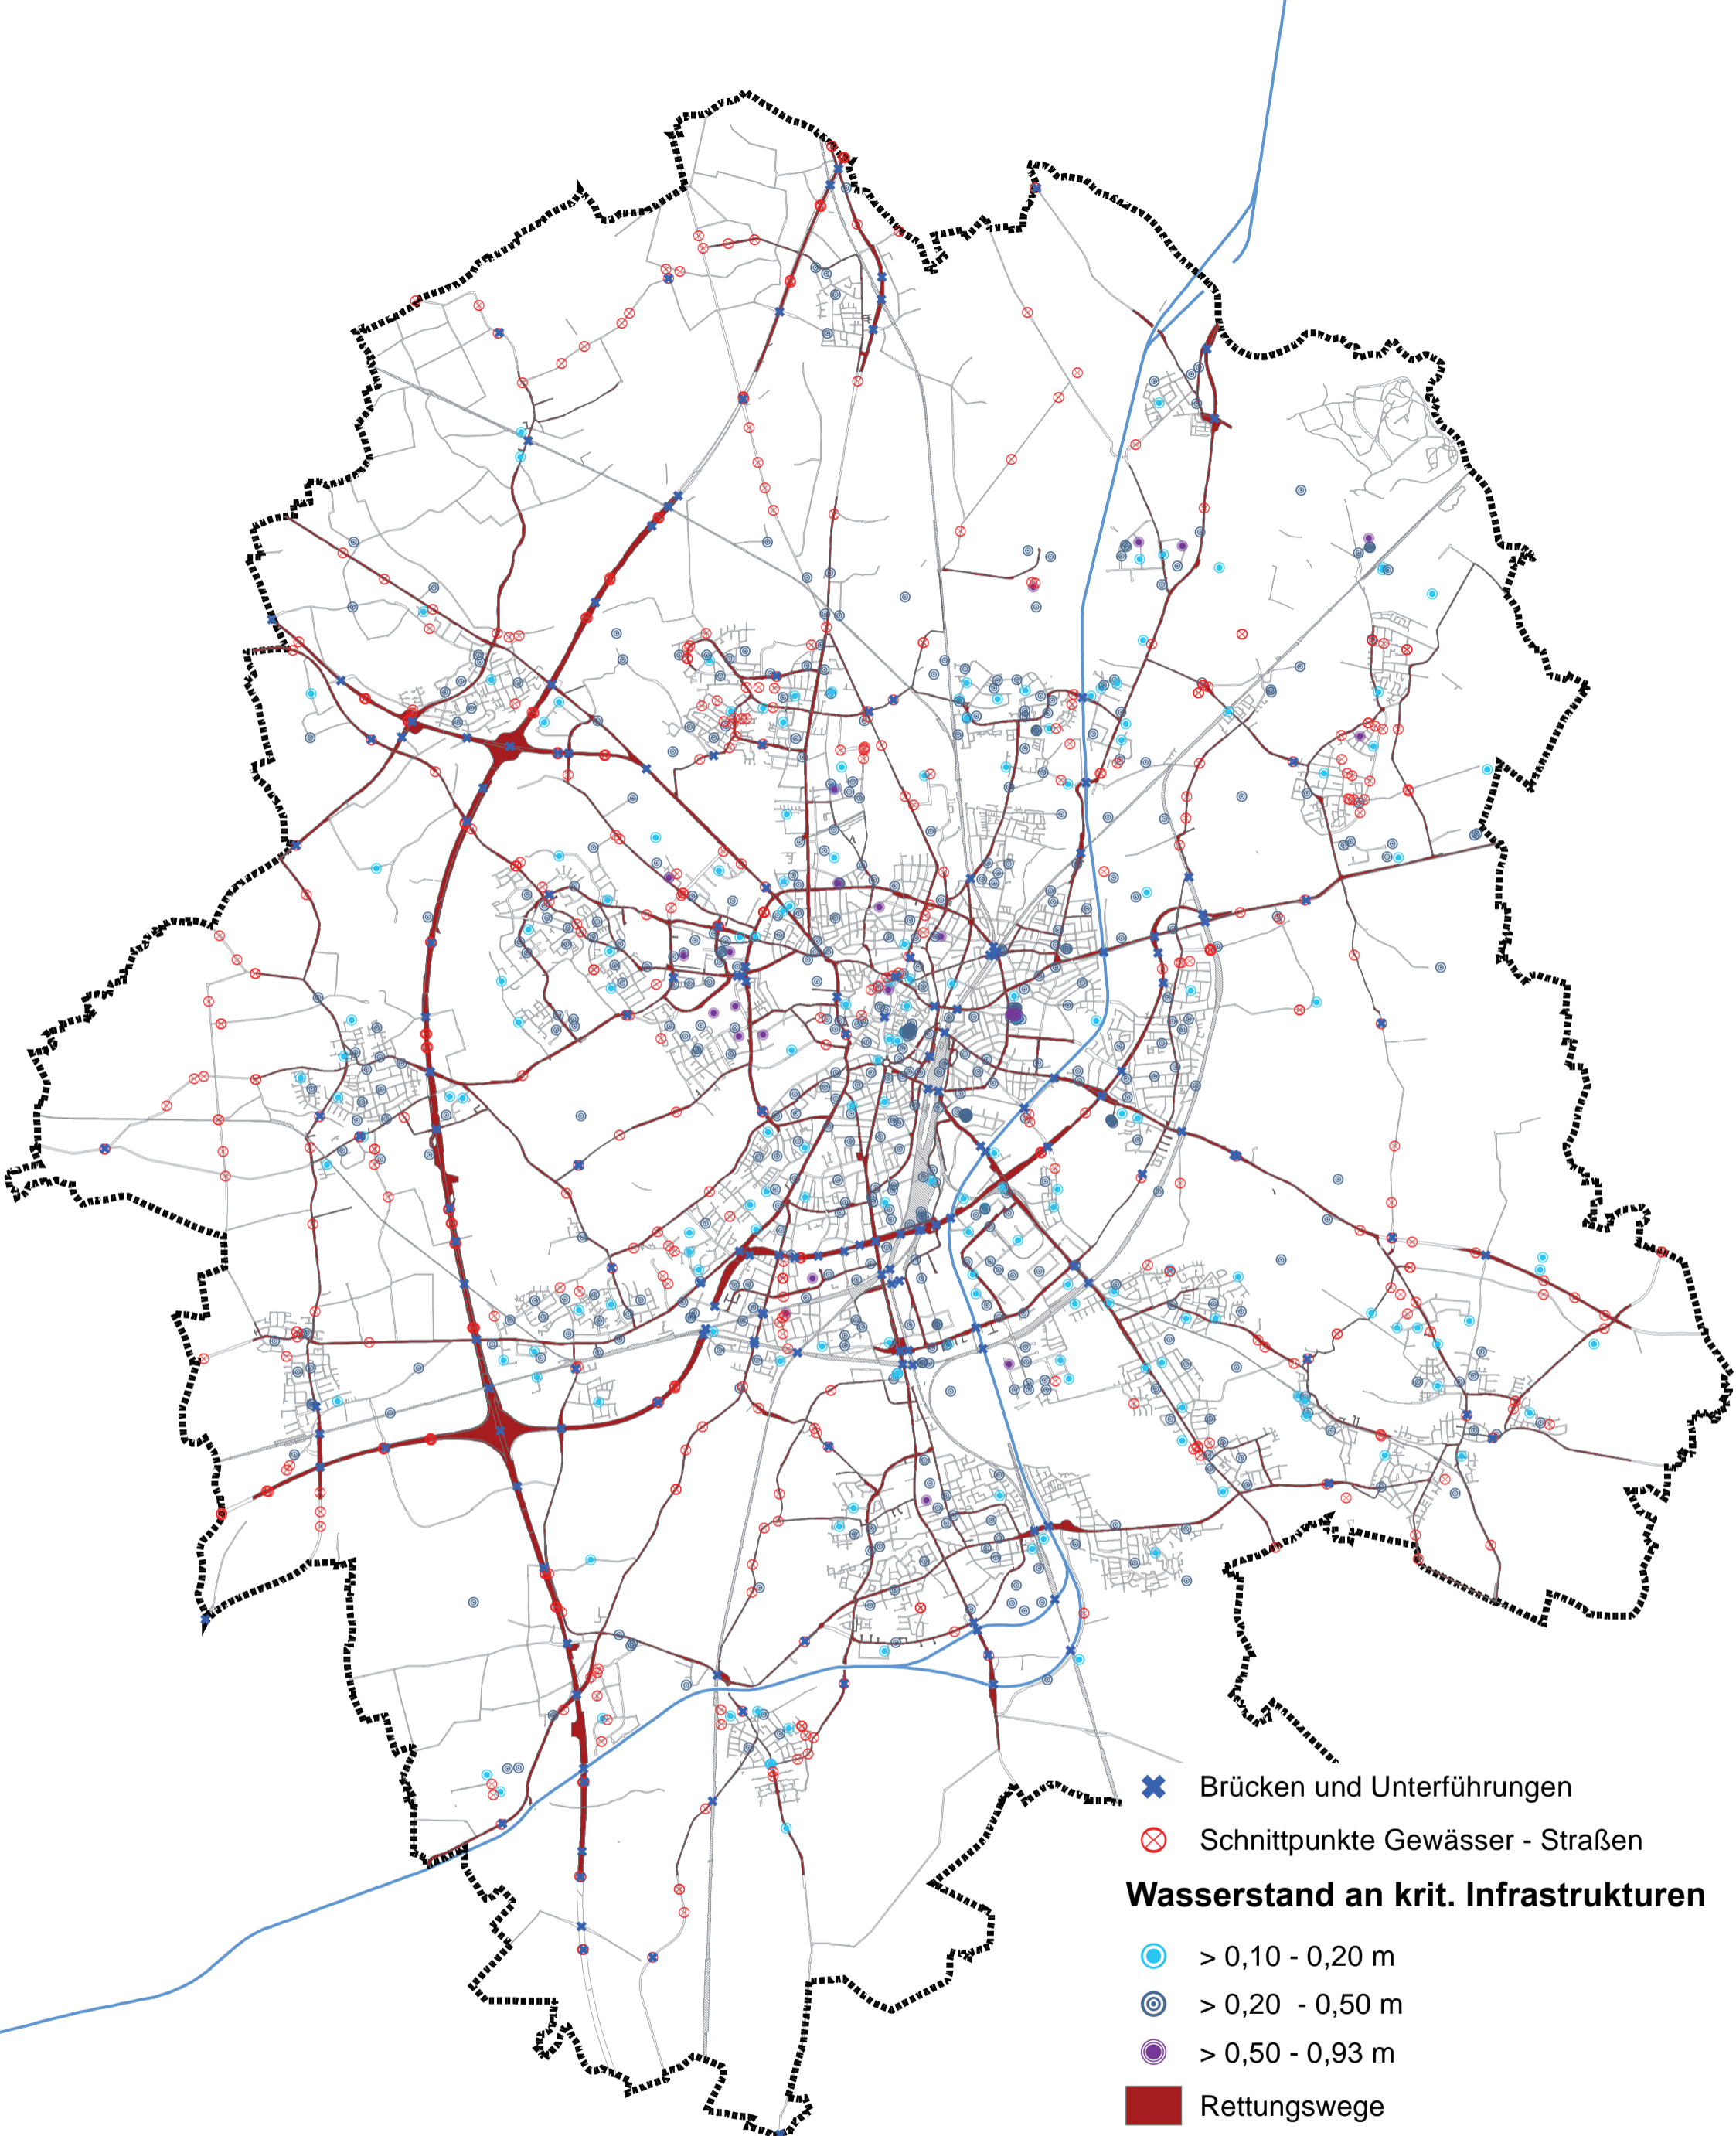 Brücken und Unterführungen
Schnittpunkte Gewässer - Straßen
Wasserstand an krit. Infrastrukturen
> 0,10 - 0,20 m
> 0,20 - 0,50 m
> 0,50 - 0,93 m
Rettungswege